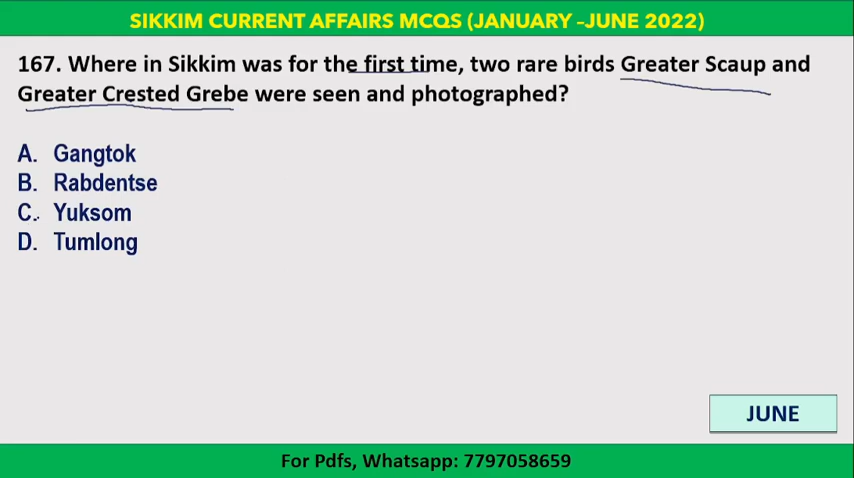 SIKKIM CURRENT AFFAIRS MCQS (JANUARY –JUNE 2022)
167. Where in Sikkim was for the first time, two rare birds Greater Scaup and
Greater Crested Grebe were seen and photographed?
A. Gangtok
B. Rabdentse
C. Yuksom
D. Tumlong
JUNE
For Pdfs, Whatsapp: 7797058659